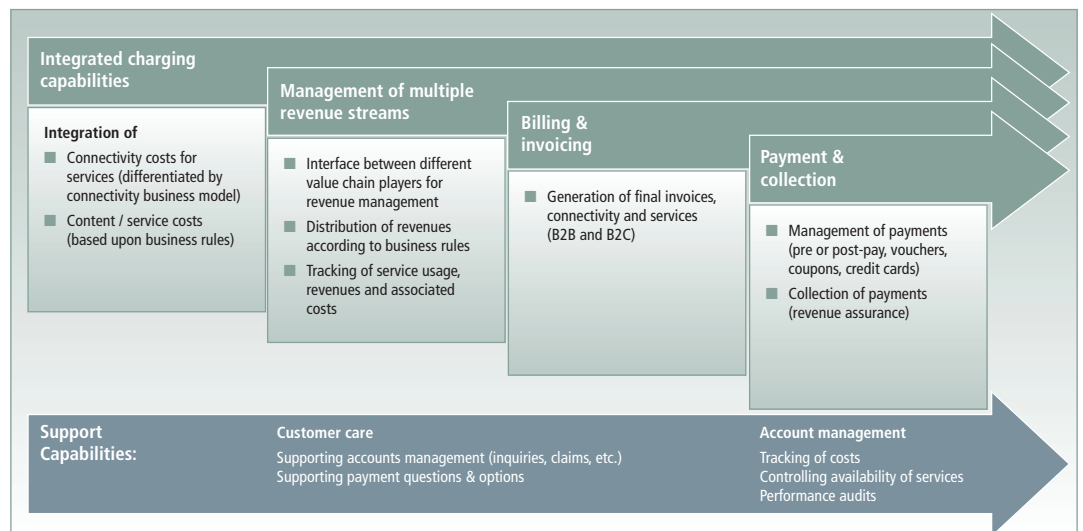 Integrated charging
capabilities
Integration of
Connectivity costs for
services (differentiated by
connectivity business model)
Content / service costs
(based upon business rules)
Management of multiple
revenue streams
Interface between different
value chain players for
revenue management
Distribution of revenues
according to business rules
Tracking of service usage,
revenues and associated
costs
Billing &
invoicing
Generation of final invoices,
connectivity and services
(B2B and B2C)
Payment &
collection
Management of payments
(pre or post-pay, vouchers,
coupons, credit cards)
Collection of payments
(revenue assurance)
Support
Capabilities:
Customer care
Supporting accounts management (inquiries, claims, etc.)
Supporting payment questions & options
Account management
Tracking of costs
Controlling availability of services
Performance audits